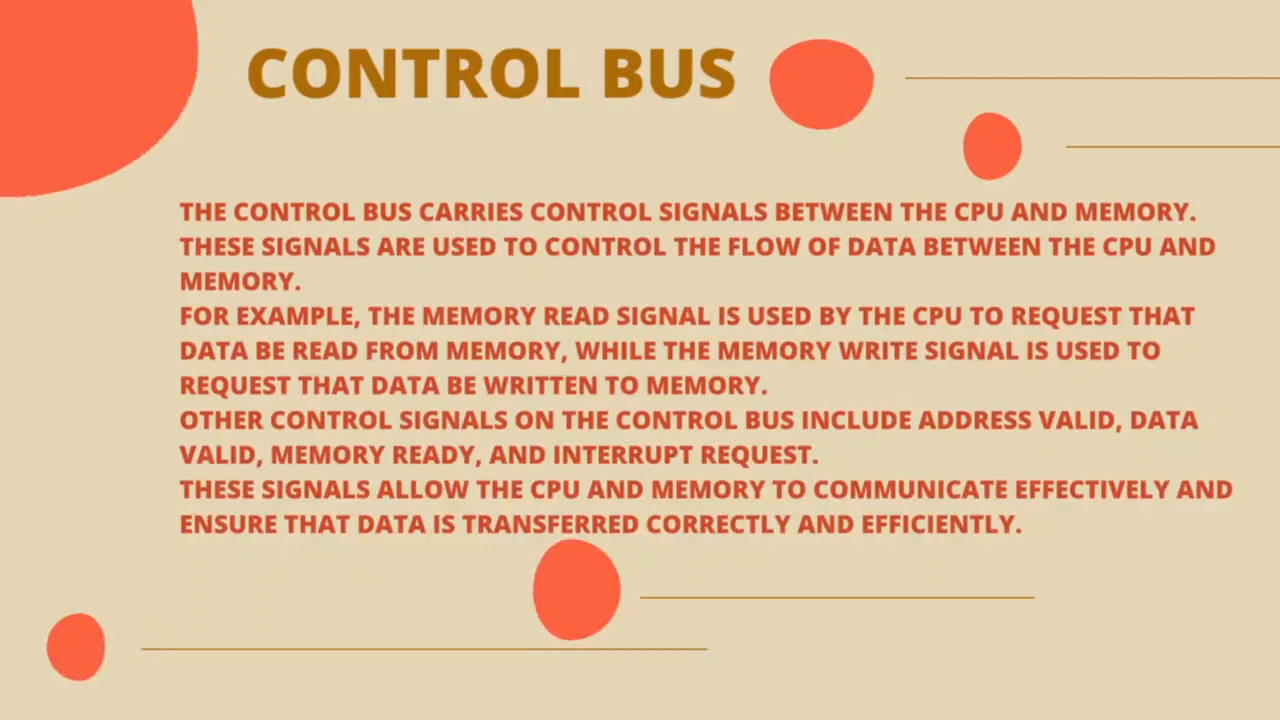 CONTROL BUS
THE CONTROL BUS CARRIES CONTROL SIGNALS BETWEEN THE CPU AND MEMORY.
THESE SIGNALS ARE USED TO CONTROL THE FLOW OF DATA BETWEEN THE CPU AND
MEMORY.
FOR EXAMPLE, THE MEMORY READ SIGNAL IS USED BY THE CPU TO REQUEST THAT
DATA BE READ FROM MEMORY, WHILE THE MEMORY WRITE SIGNAL IS USED TO
REQUEST THAT DATA BE WRITTEN TO MEMORY.
OTHER CONTROL SIGNALS ON THE CONTROL BUS INCLUDE ADDRESS VALID, DATA
VALID, MEMORY READY, AND INTERRUPT REQUEST.
THESE SIGNALS ALLOW THE CPU AND MEMORY TO COMMUNICATE EFFECTIVELY AND
ENSURE THAT DATA IS TRANSFERRED CORRECTLY AND EFFICIENTLY.